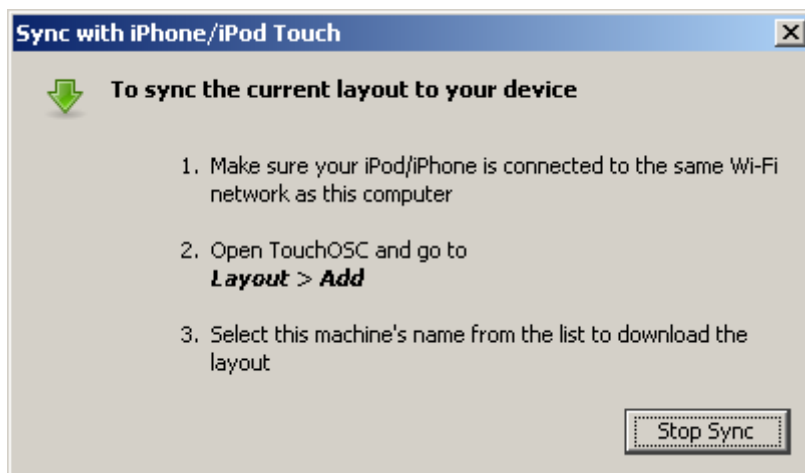 Sync with iPhone/iPod Touch
To sync the current layout to your device
1. Make sure your iPod/iPhone is connected to the same Wi-Fi
network as this computer
2. Open TouchOSC and go to
Layout > Add
3. Select this machine's name from the list to download the
layout
Stop Sync